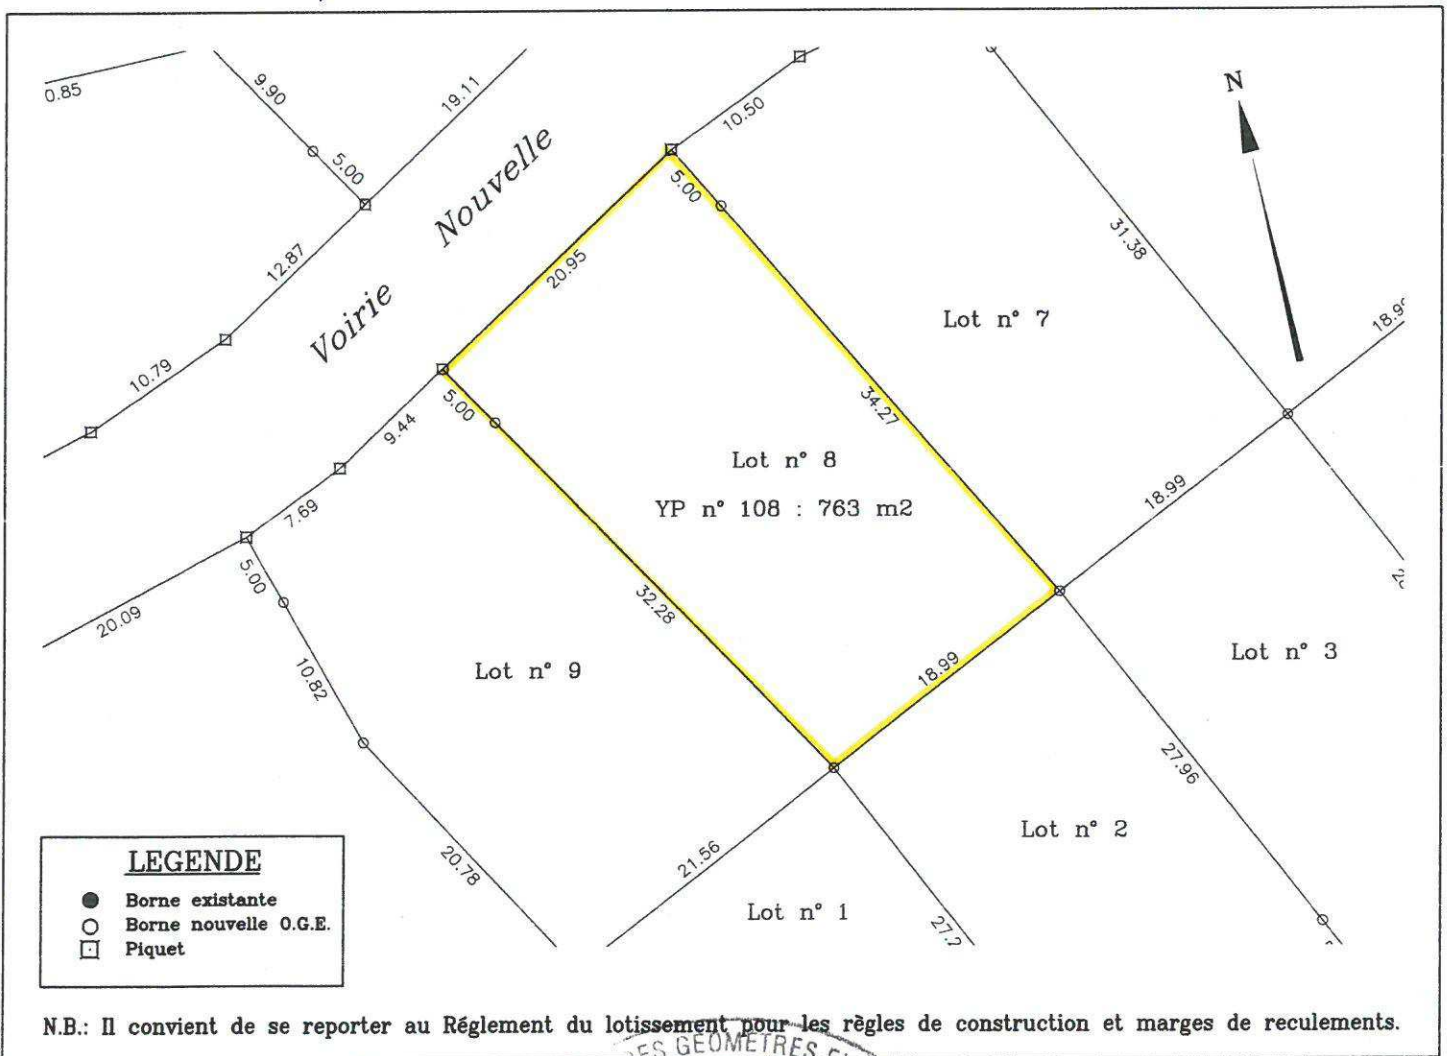 0.85
9.90
5.00
19.11
12.87
10.79
Voirie Nouvelle
10.50
N
31.38
5.00
20.95
5.00
9.44
7.69
34.27
Lot n° 7
18.99
18.99
Lot n° 8
YP n° 108 : 763 m2
32.28
18.99
5.00
20.09
10.82
20.78
Lot n° 9
Lot n° 3
27.96
Lot n° 2
21.56
Lot n° 1
LEGENDE
Borne existante
Borne nouvelle O.G.E.
Piquet
N.B.: Il convient de se reporter au Réglement du lotissement pour les règles de construction et marges de reculements.
DES GEOMETRES